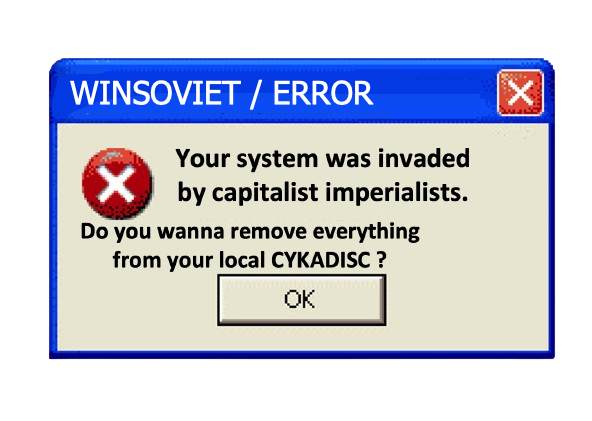 WINSOVIET / ERROR
Your system was invaded
by capitalist imperialists.
Do you wanna remove everything
from your local CYKADISC ?
OK